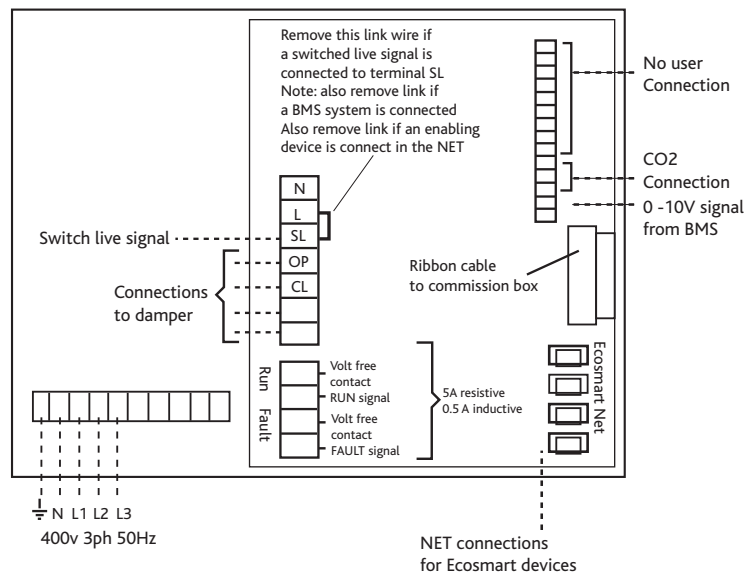 Remove this link wire if
a switched live signal is
connected to terminal SL
Note: also remove link if
a BMS system is connected
Also remove link if an enabling
device is connect in the NET
No user
Connection
CO2
Connection
0 -10V signal
from BMS
N
L
SL
OP
CL
Switch live signal
Connections
to damper
Ribbon cable
to commission box
Run
Fault
Volt free
contact
RUN signal
Volt free
contact
FAULT signal
5A resistive
0.5 A inductive
Ecosmart Net
N L1 L2 L3
400v 3ph 50Hz
NET connections
for Ecosmart devices